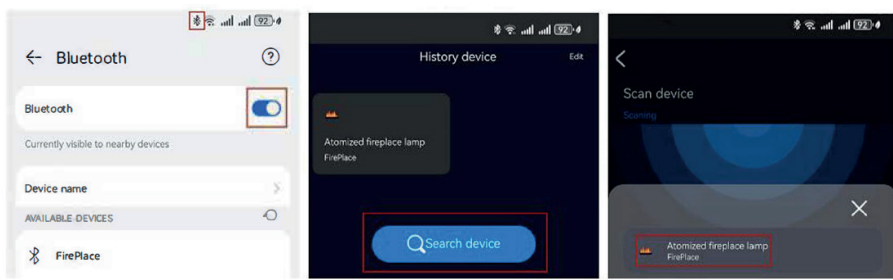 92
Bluetooth
?
Bluetooth
Currently visible to nearby devices
Device name
AVAILABLE DEVICES
FirePlace
92
History device
Edit
Atomized fireplace lamp
FirePlace
Search device
92
Scan device
Scnning
Atomized fireplace lamp
FirePlace